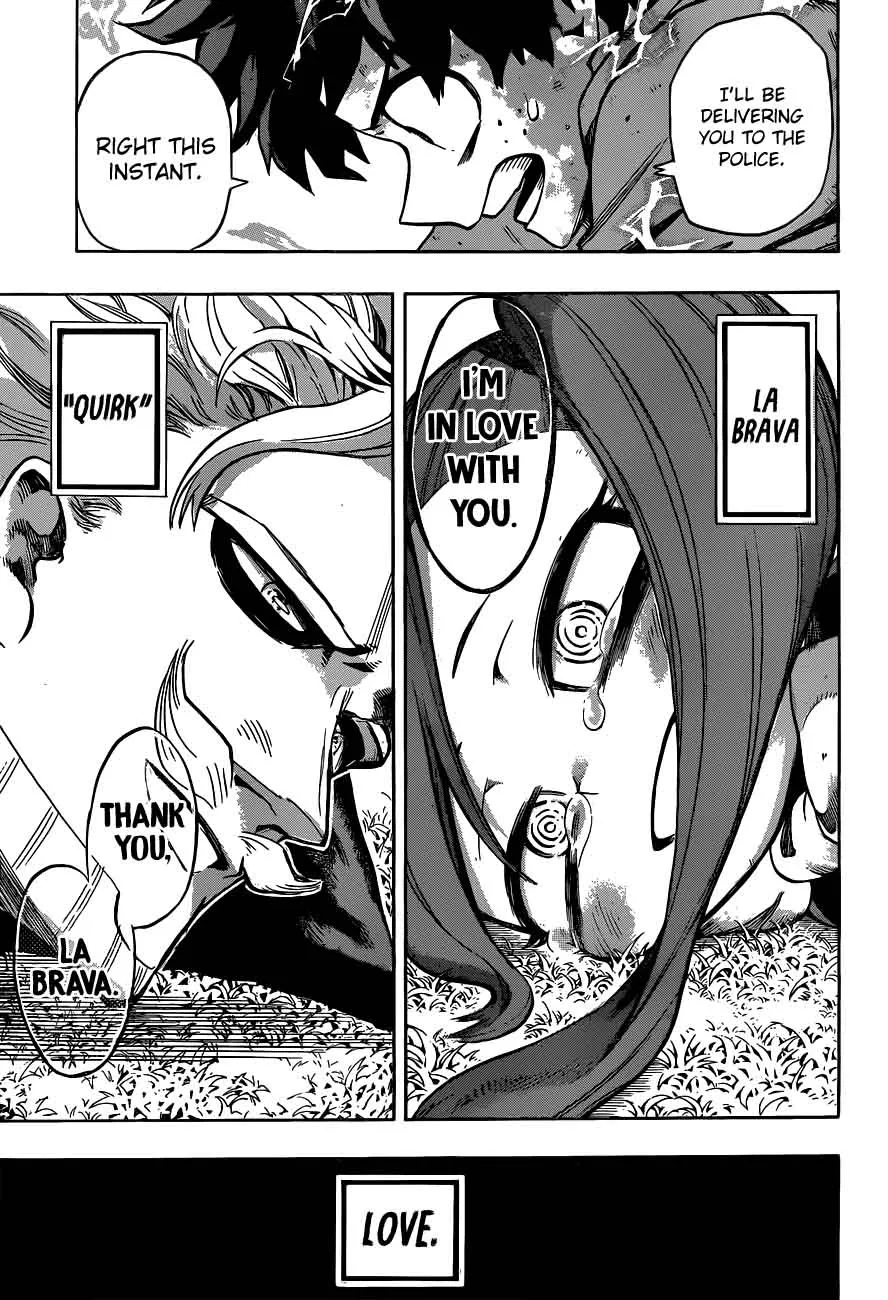 I'LL BE
DELIVERING
YOU TO THE
POLICE.
RIGHT THIS
INSTANT.
LA
BRAVA
I'M
IN LOVE
WITH
YOU.
"QUIRK"
THANK
YOU,
LA
BRAVA.
LOVE.